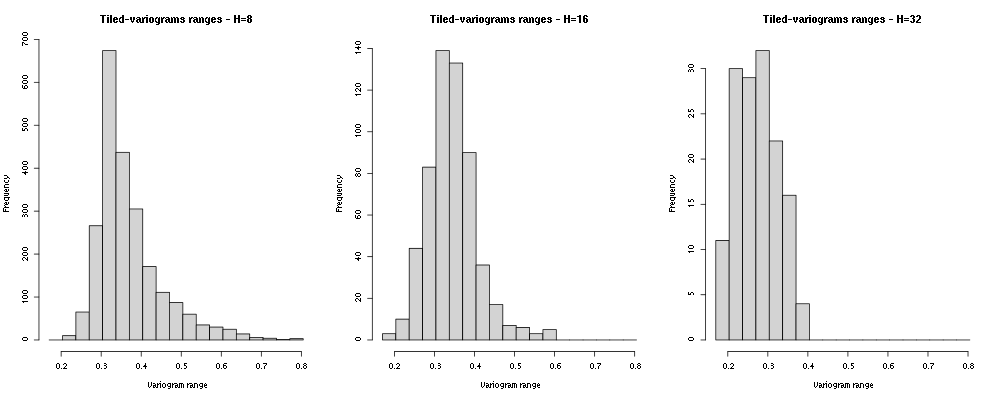 Tiled-variograms ranges - H=8
Frequency
700
600
500
400
300
200
100
0
0.2 0.3 0.4 0.5 0.6 0.7 0.8
Variogram range
Tiled-variograms ranges - H=16
Frequency
140
120
100
80
60
40
20
0
0.2 0.3 0.4 0.5 0.6 0.7 0.8
Variogram range
Tiled-variograms ranges - H=32
Frequency
30
25
20
15
10
5
0
0.2 0.3 0.4 0.5 0.6 0.7 0.8
Variogram range